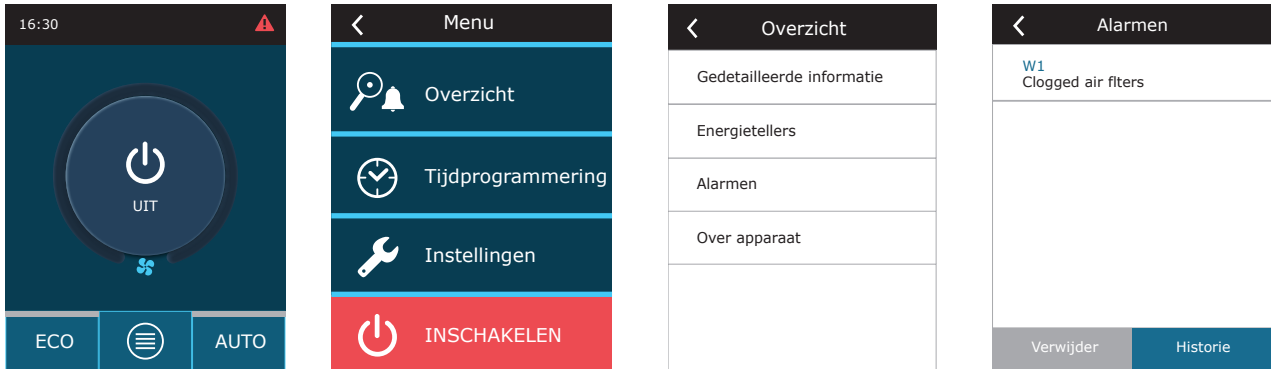 16:30
UIT
ECO
AUTO
Menu
Overzicht
Tijdprogrammering
Instellingen
INSCHAKELEN
Overzicht
Gedetailleerde informatie
Energietellers
Alarmen
Over apparaat
Alarmen
W1
Clogged air flters
Verwijder
Historie